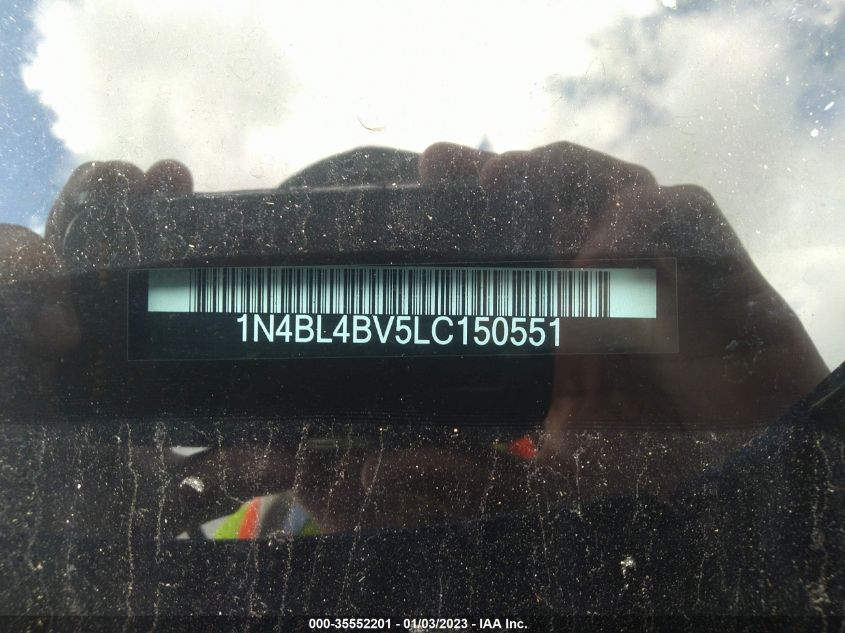 1N4BL4BV5LC150551
000-35552201 - 01/03/2023 - IAA Inc.